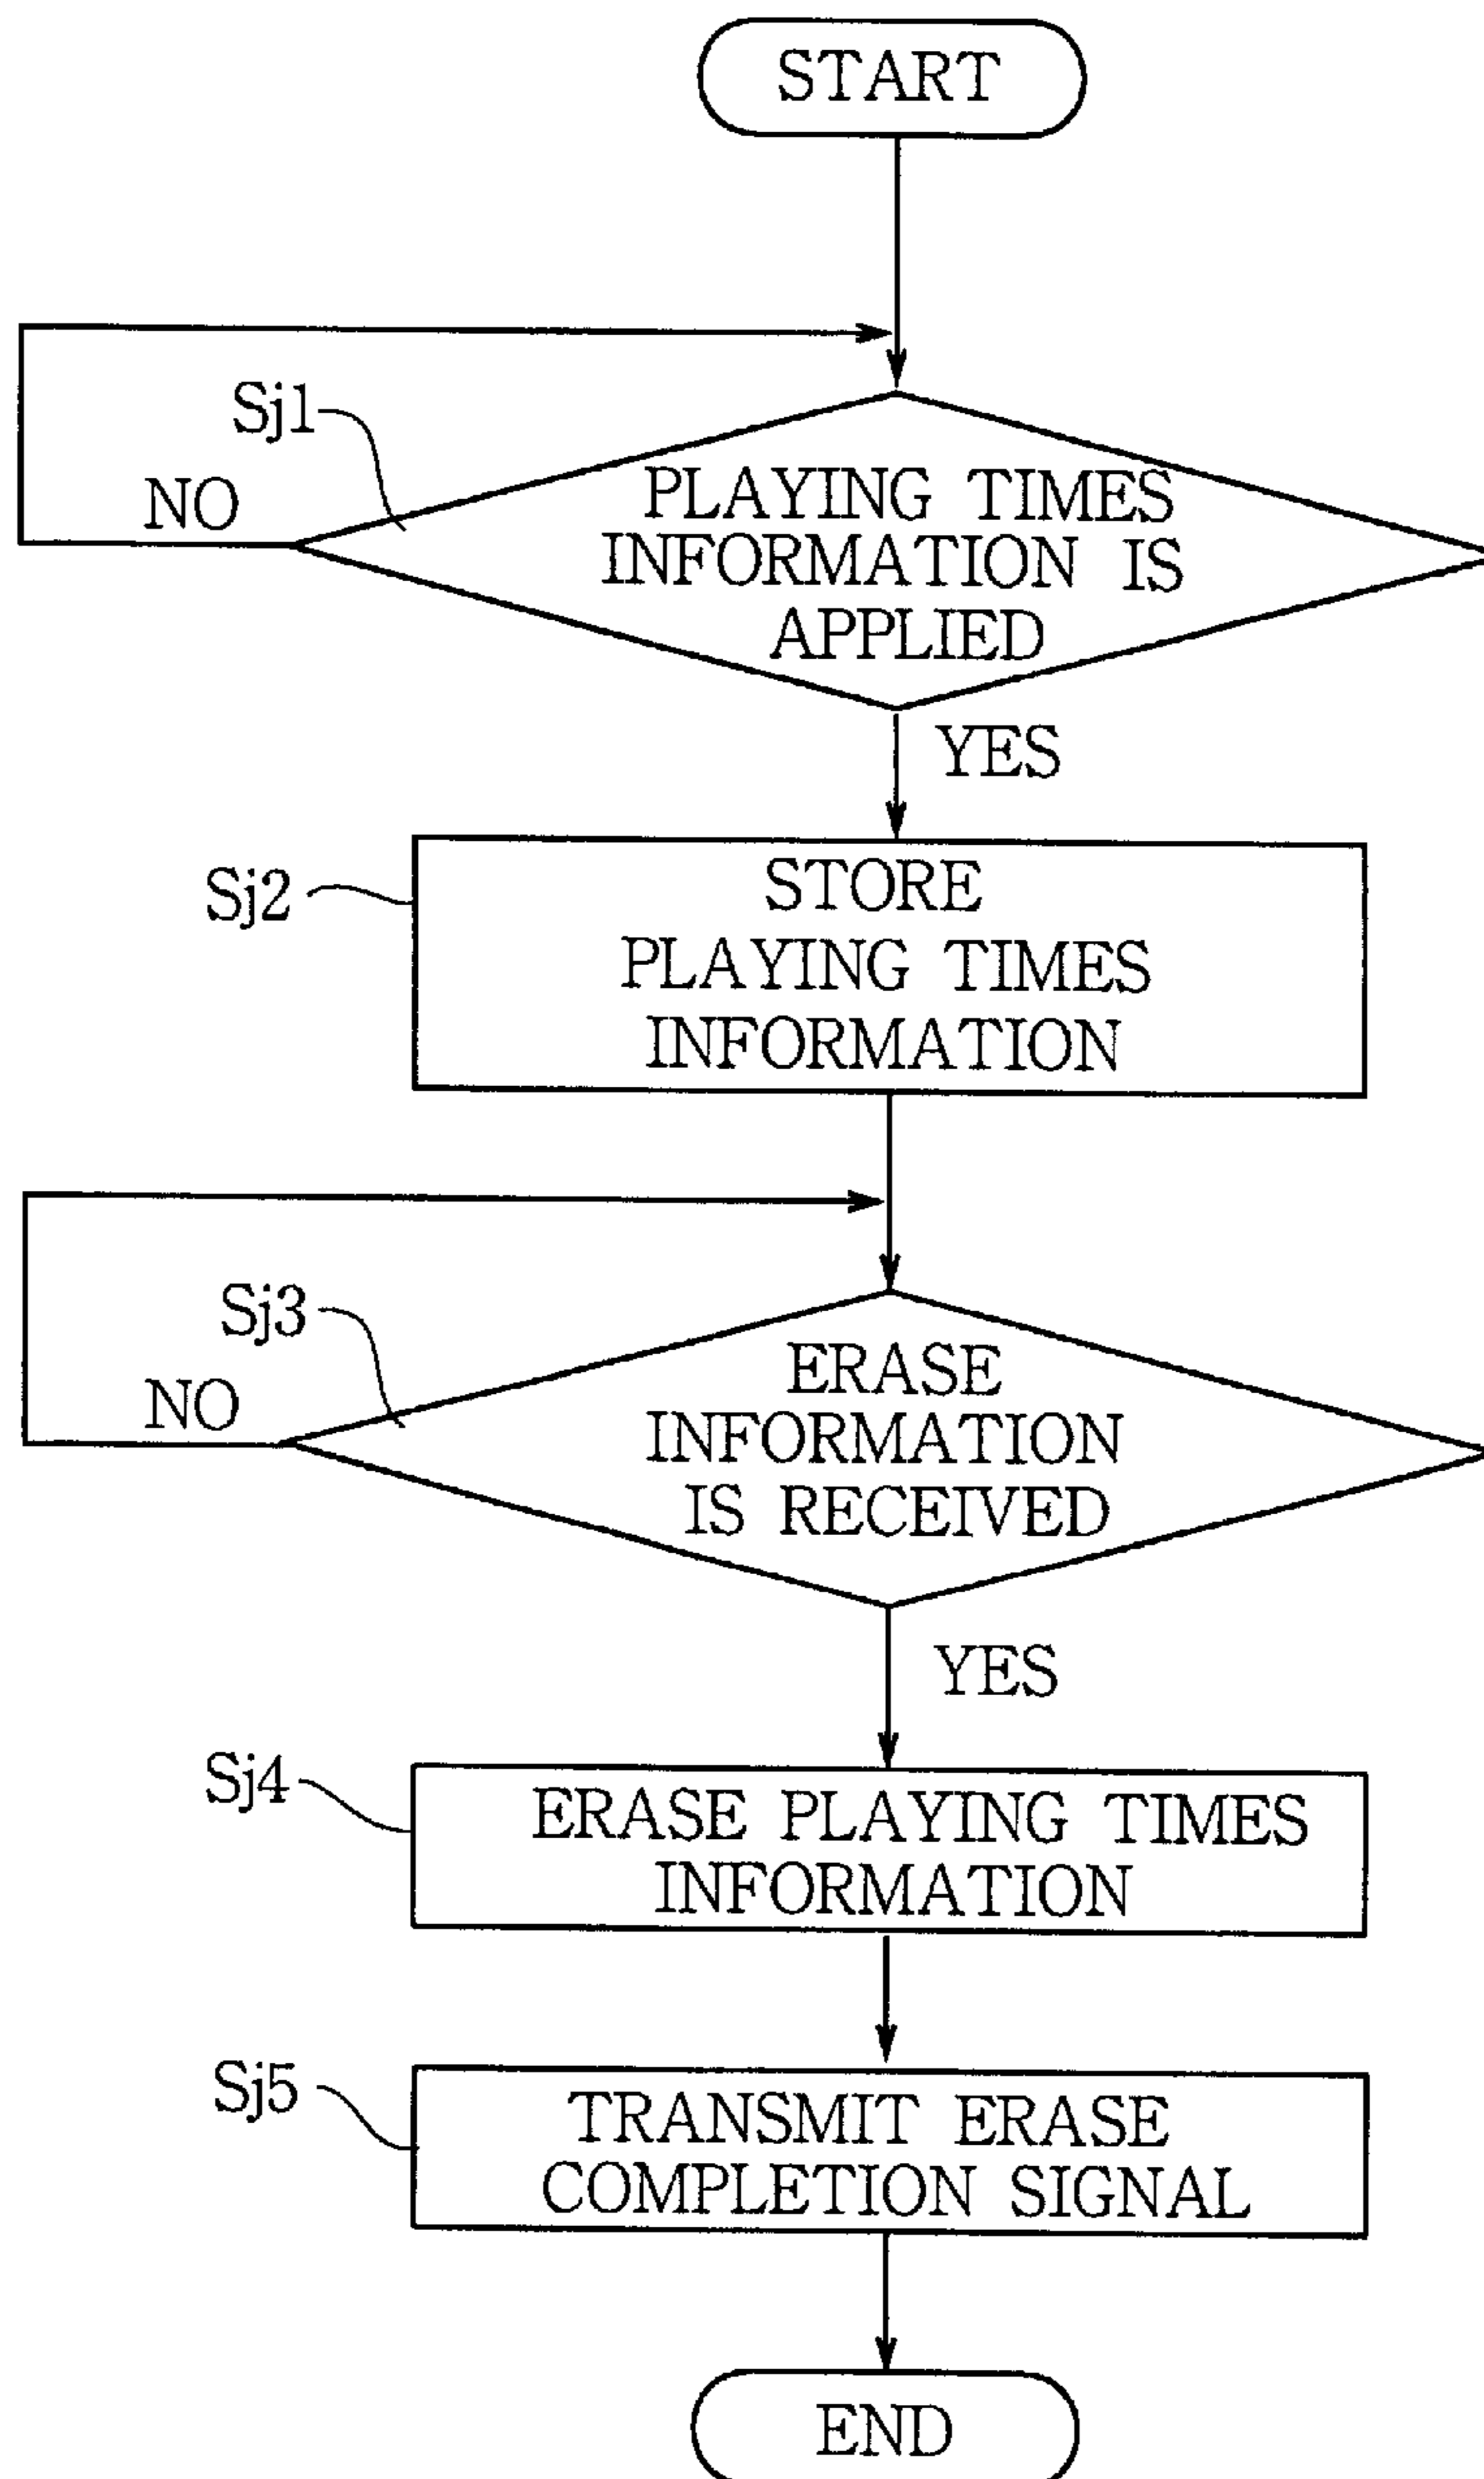 START
Sj1
NO
PLAYING TIMES
INFORMATION IS
APPLIED
YES
Sj2
STORE
PLAYING TIMES
INFORMATION
Sj3
NO
ERASE
INFORMATION
IS RECEIVED
YES
Sj4
ERASE PLAYING TIMES
INFORMATION
Sj5
TRANSMIT ERASE
COMPLETION SIGNAL
END